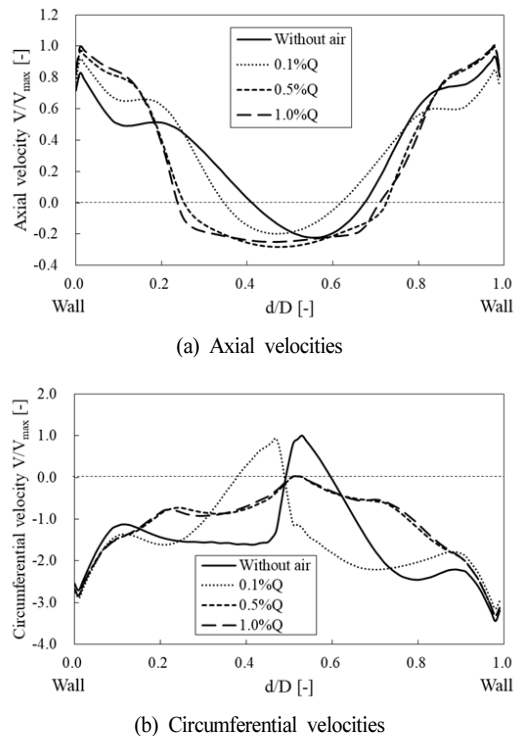 Axial velocity V/Vmax [-]
1.2
1.0
0.8
0.6
0.4
0.2
0.0
-0.2
-0.4
Without air
0.1%Q
0.5%Q
1.0%Q
0.0 0.2 0.4 0.6 0.8 1.0
Wall d/D [-] Wall
(a) Axial velocities
Circumferential velocity V/Vmax [-]
2.0
1.0
0.0
-1.0
-2.0
-3.0
-4.0
Without air
0.1%Q
0.5%Q
1.0%Q
0.0 0.2 0.4 0.6 0.8 1.0
Wall d/D [-] Wall
(b) Circumferential velocities